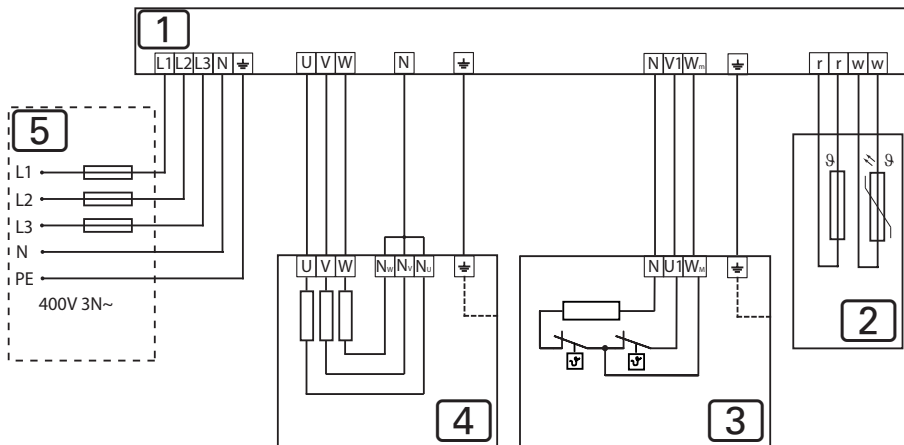 1
L1 L2 L3 N ⏚ U V W N ⏚ N V1 Wm ⏚ r r w w
5
L1
L2
L3
N
PE
400V 3N~
ϑ ϑ
U V W NW NV NU ⏚ N U1 WM ⏚
2
ϑ ϑ
4 3